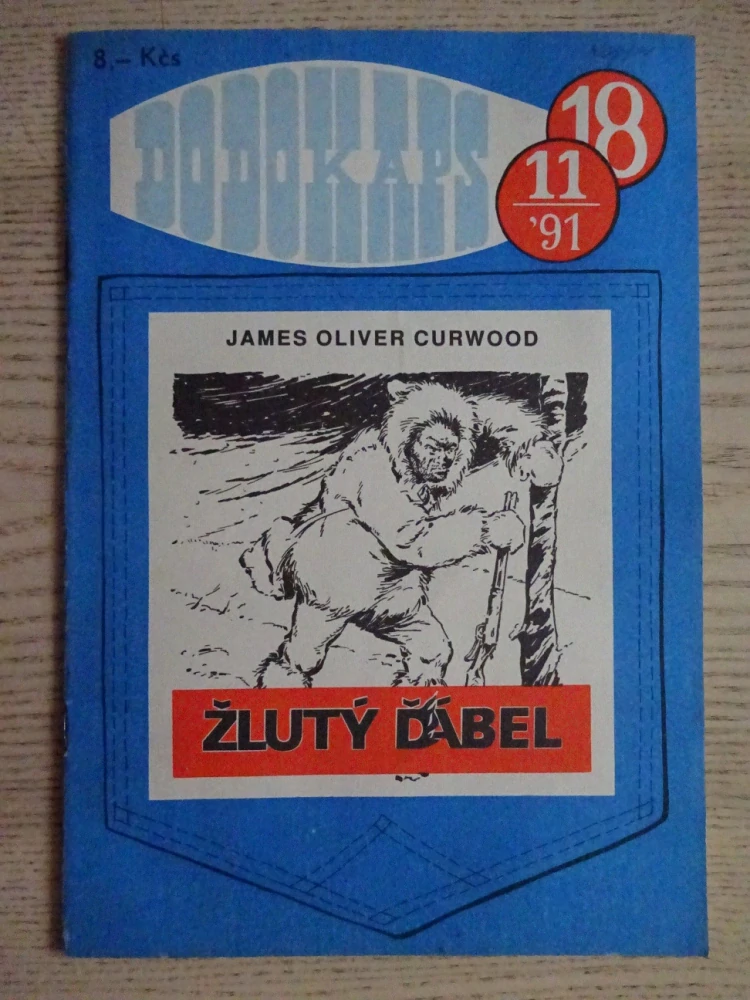 8,– Kčs
DODOKAPS
18
11
'91
JAMES OLIVER CURWOOD
ŽLUTÝ ĎÁBEL